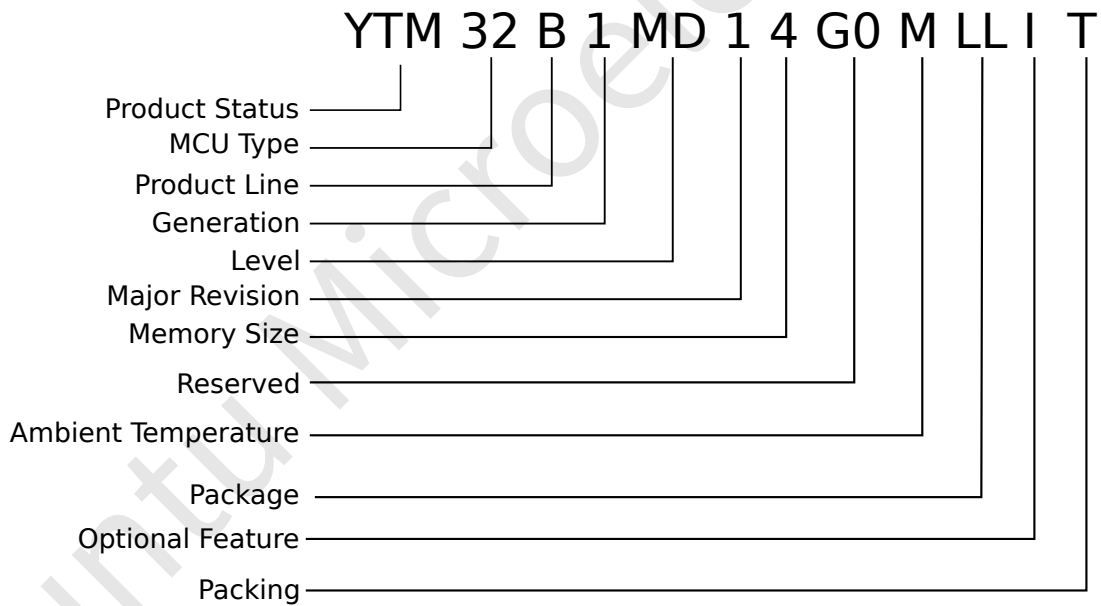 YTM 32 B 1 MD 1 4 G0 M LL I T
Product Status
MCU Type
Product Line
Generation
Level
Major Revision
Memory Size
Reserved
Ambient Temperature
Package
Optional Feature
Packing